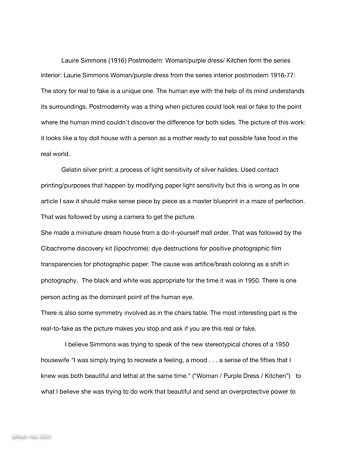 Lauire Simmons (1916) Postmodern: Woman/purple dress/ Kitchen form the series
interior: Laurie Simmons Woman/purple dress from the series interior postmodern 1916-77:
The story for real to fake is a unique one. The human eye with the help of its mind understands
its surroundings. Postmodernity was a thing when pictures could look real or fake to the point
where the human mind couldn't discover the difference for both sides. The picture of this work:
it looks like a toy doll house with a person as a mother ready to eat possible fake food in the
real world.
Gelatin silver print: a process of light sensitivity of silver halides. Used contact
printing/purposes that happen by modifying paper light sensitivity but this is wrong as In one
article I saw it should make sense piece by piece as a master blueprint in a maze of perfection.
That was followed by using a camera to get the picture.
She made a miniature dream house from a do-it-yourself mail order. That was followed by the
Cibachrome discovery kit (lipochrome): dye destructions for positive photographic film
transparencies for photographic paper. The cause was artifice/brash coloring as a shift in
photography. The black and white was appropriate for the time it was in 1950. There is one
person acting as the dominant point of the human eye.
There is also some symmetry involved as in the chairs table. The most interesting part is the
real-to-fake as the picture makes you stop and ask if you are this real or fake.
I believe Simmons was trying to speak of the new stereotypical chores of a 1950
housewife "I was simply trying to recreate a feeling, a mood . . . a sense of the fifties that I
knew was both beautiful and lethal at the same time." ("Woman / Purple Dress / Kitchen") to
what I believe she was trying to do work that beautiful and send an overprotective power to